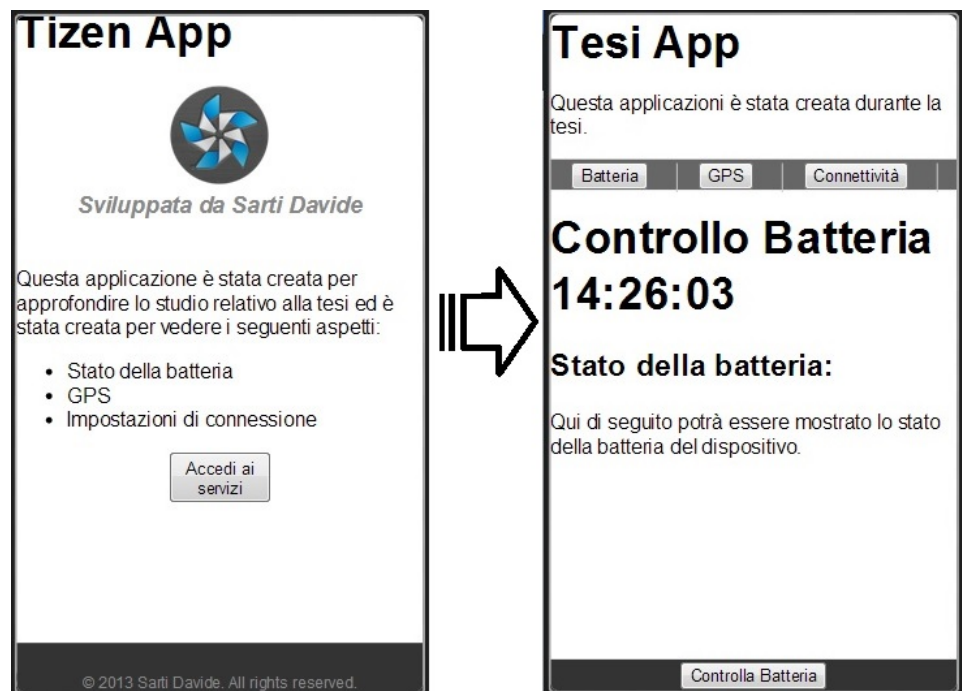 Tizen App
Sviluppata da Sarti Davide
Questa applicazione è stata creata per
approfondire lo studio relativo alla tesi ed è
stata creata per vedere i seguenti aspetti:
• Stato della batteria
• GPS
• Impostazioni di connessione
Accedi ai
servizi
© 2013 Sarti Davide. All rights reserved.
Tesi App
Questa applicazioni è stata creata durante la
tesi.
Batteria GPS Connettività
Controllo Batteria
14:26:03
Stato della batteria:
Qui di seguito potrà essere mostrato lo stato
della batteria del dispositivo.
Controlla Batteria